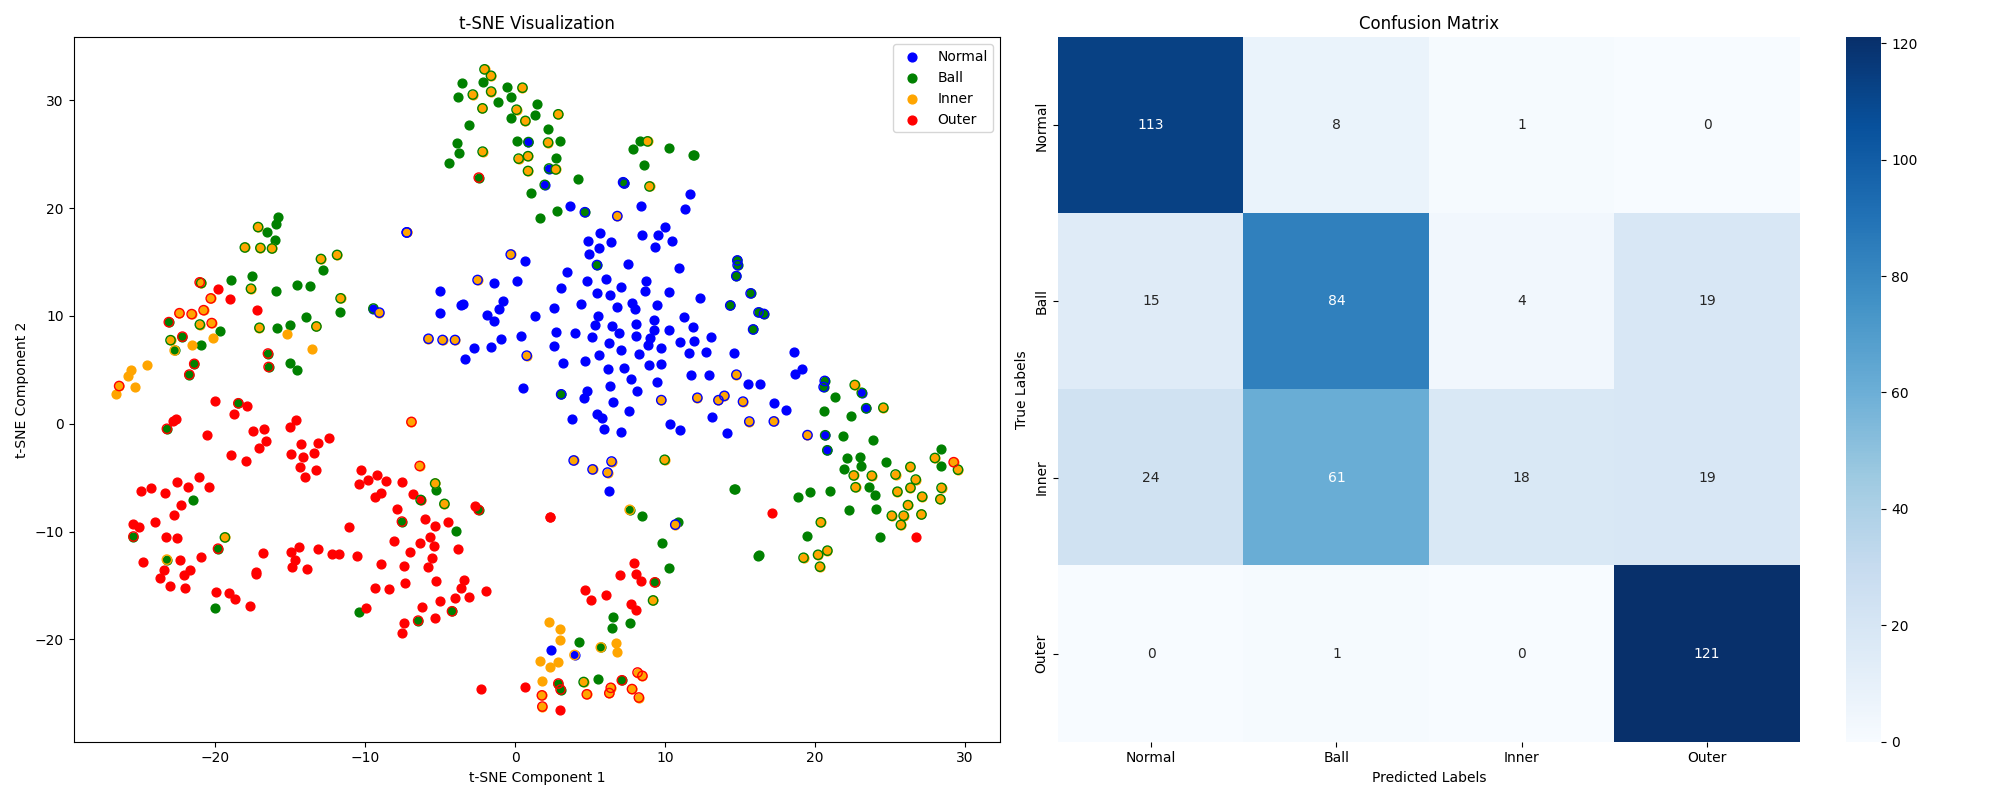 t-SNE Visualization
Normal
Ball
Inner
Outer
30
20
10
0
−10
−20
t-SNE Component 2
−20
−10
0
10
20
30
t-SNE Component 1
Confusion Matrix
113 8 1 0
15 84 4 19
24 61 18 19
0 1 0 121
Normal
Ball
Inner
Outer
True Labels
Normal
Ball
Inner
Outer
Predicted Labels
120
100
80
60
40
20
0